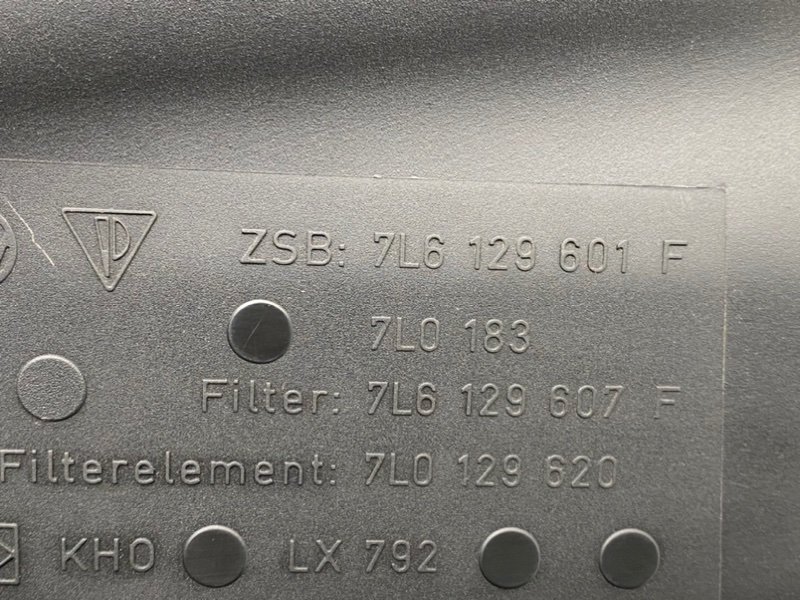 ZSB: 7L6 129 601 F
7L0 183
Filter: 7L6 129 607 F
Filterelement: 7L0 129 620
KHO LX 792